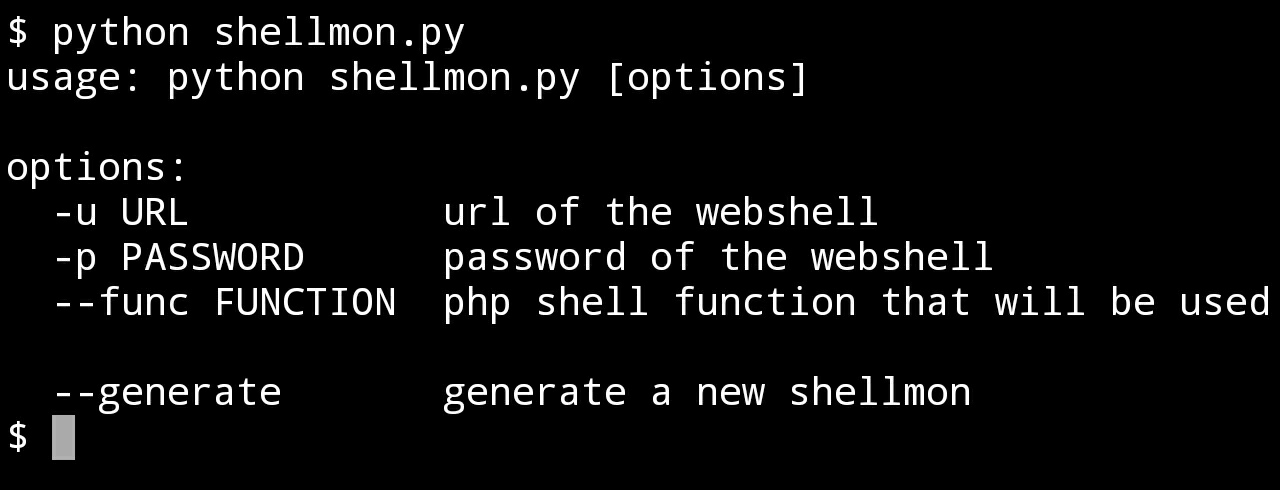 $ python shellmon.py
usage: python shellmon.py [options]
options:
-u URL url of the webshell
-p PASSWORD password of the webshell
--func FUNCTION php shell function that will be used
--generate generate a new shellmon
$